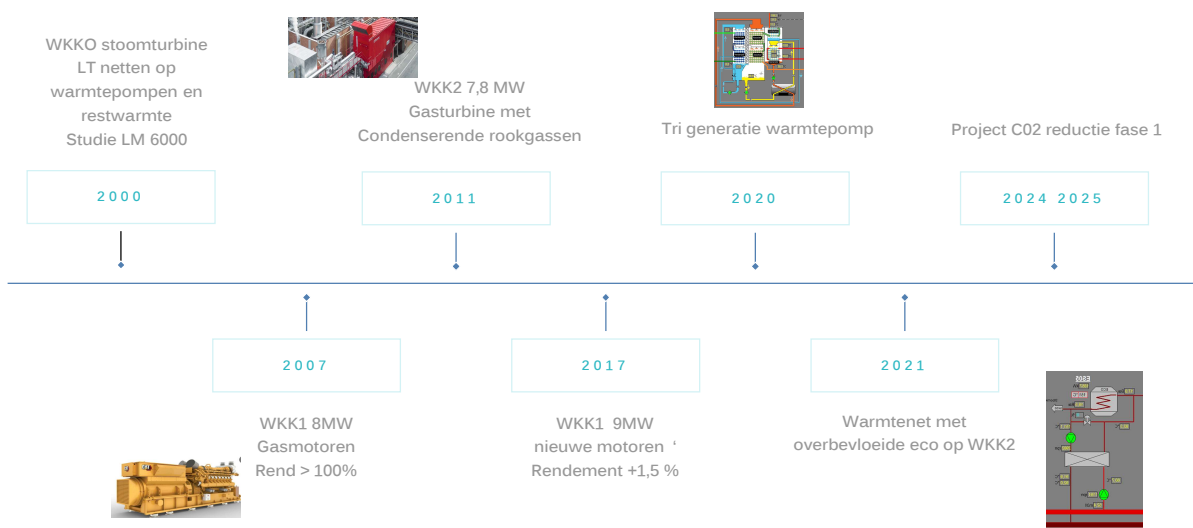 WKKO stoomturbine
LT netten op
warmtepompen en
restwarmte
Studie LM 6000
2000
WKK2 7,8 MW
Gasturbine met
Condenserende rookgassen
2011
Tri generatie warmtepomp
2020
Project C02 reductie fase 1
2024 2025
2007
WKK1 8MW
Gasmotoren
Rend > 100%
2017
WKK1 9MW
nieuwe motoren ‘
Rendement +1,5 %
2021
Warmtenet met
overbevloeide eco op WKK2